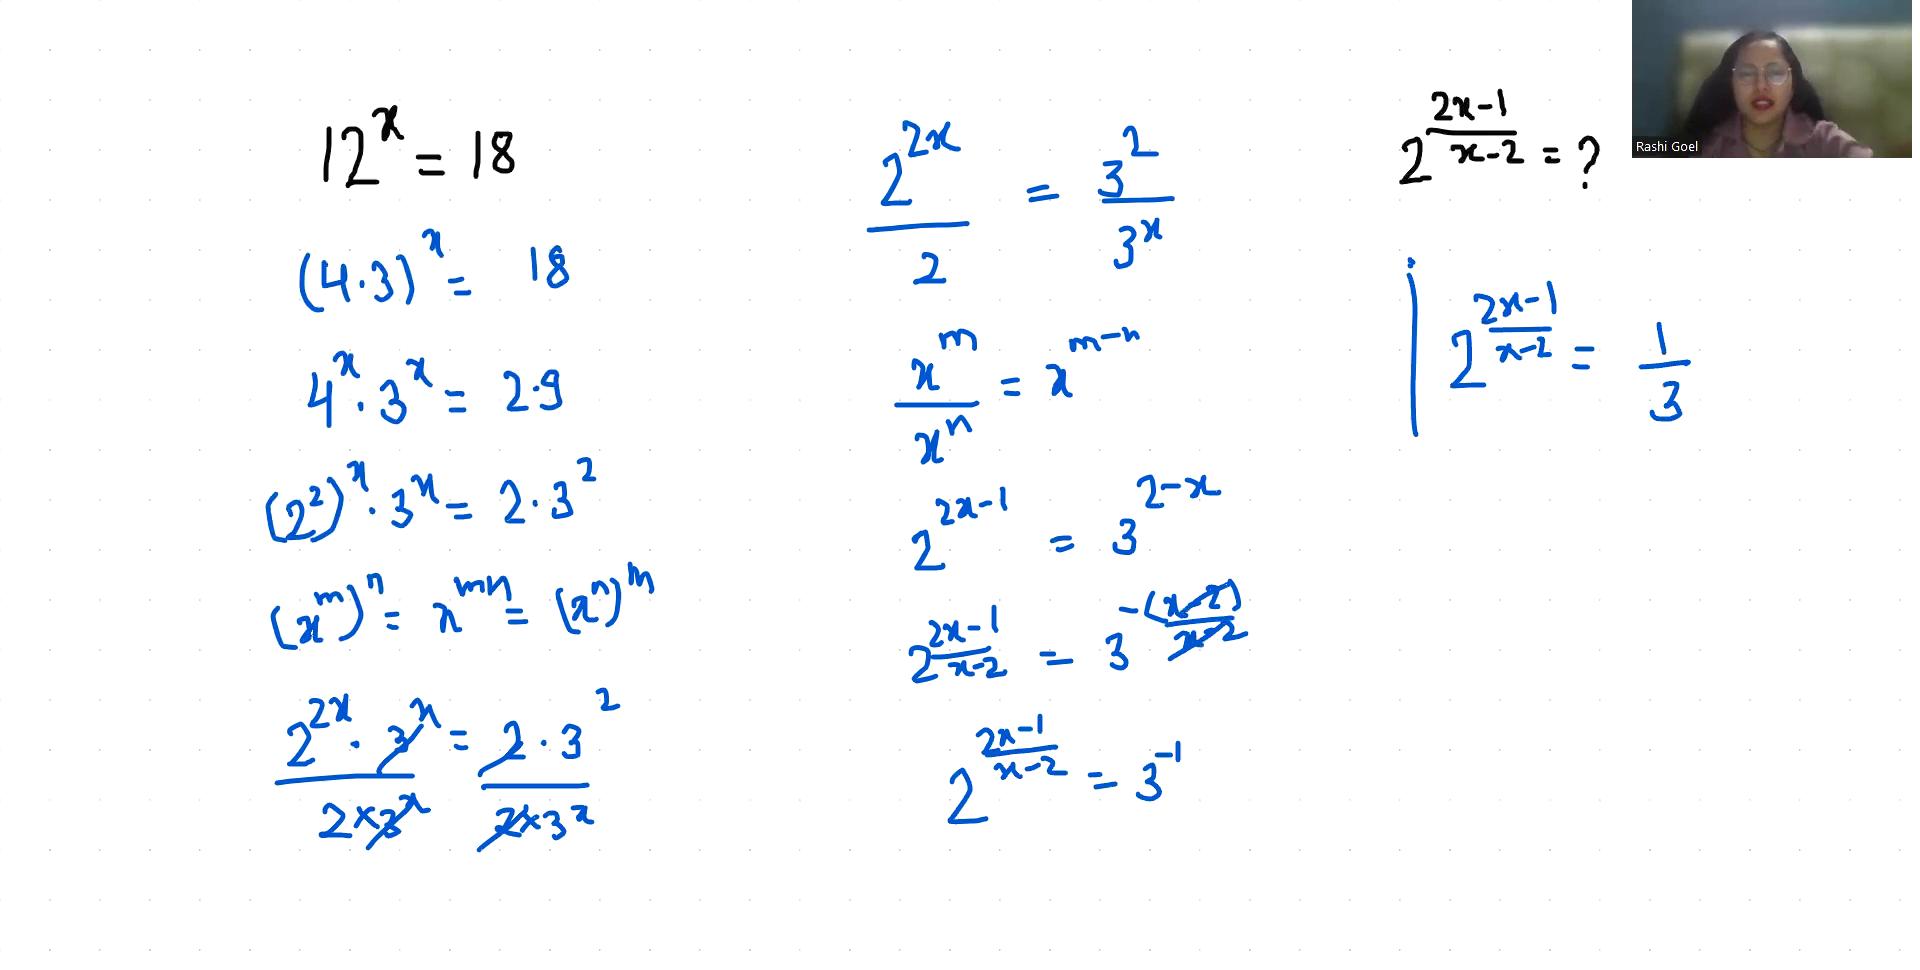 12^x = 18
(4·3)^x = 18
4^x · 3^x = 2·9
(2^2)^x · 3^x = 2·3^2
(x^m)^n = x^mn = (x^n)^m
2^2x · 3^x = 2·3^2
2×3^x 2×3^x
2^2x = 3^2
2 3^x
x^m = x^m-n
x^n
2^2x-1 = 3^2-x
2^(2x-1/x-2) = 3^(-(x-2)/x-2)
2^(2x-1/x-2) = 3^-1
2^(2x-1/x-2) = ?
2^(2x-1/x-2) = 1/3
Rashi Goel